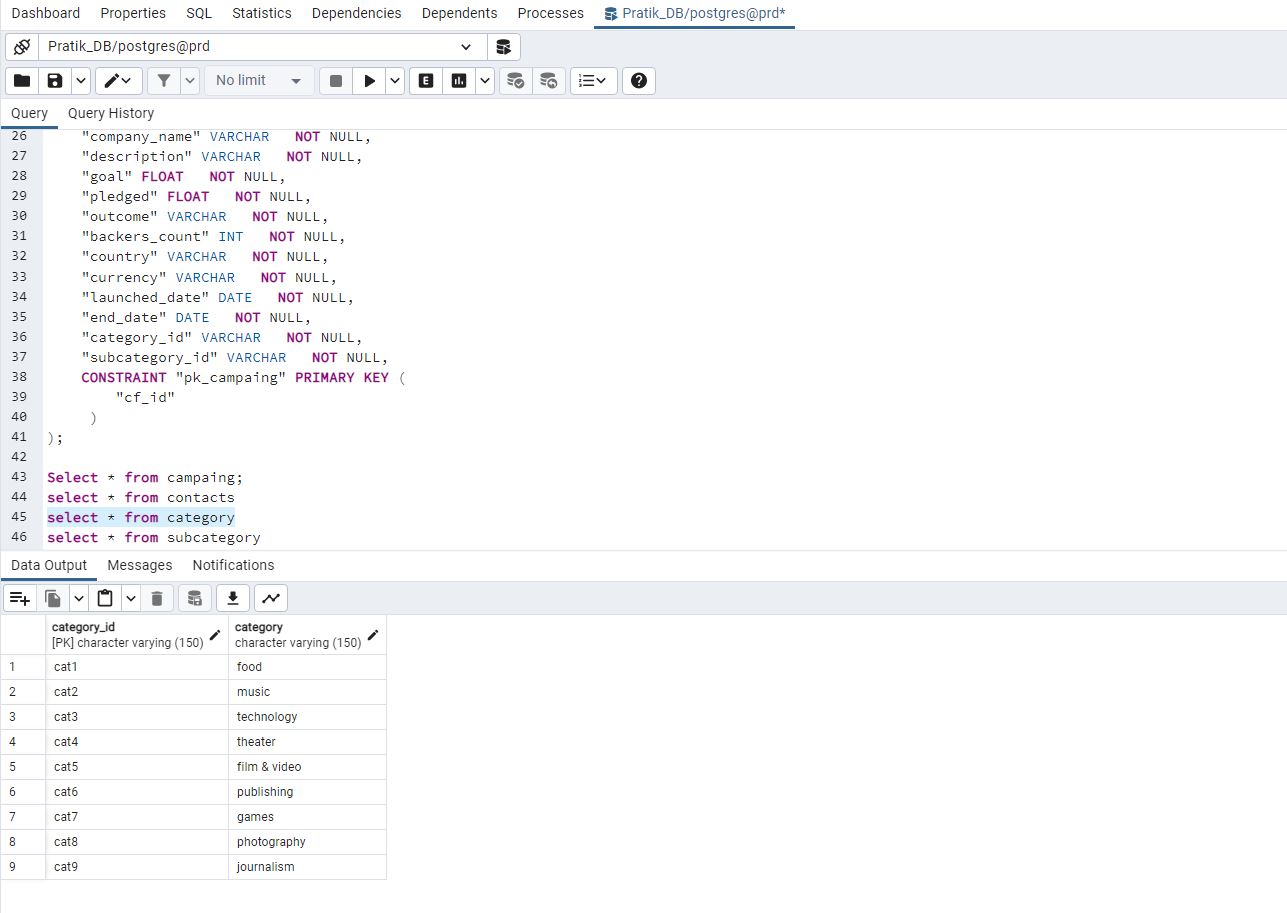 Dashboard Properties SQL Statistics Dependencies Dependents Processes Pratik_DB/postgres@prd*
Pratik_DB/postgres@prd
No limit
Query Query History
26 "company_name" VARCHAR NOT NULL,
27 "description" VARCHAR NOT NULL,
28 "goal" FLOAT NOT NULL,
29 "pledged" FLOAT NOT NULL,
30 "outcome" VARCHAR NOT NULL,
31 "backers_count" INT NOT NULL,
32 "country" VARCHAR NOT NULL,
33 "currency" VARCHAR NOT NULL,
34 "launched_date" DATE NOT NULL,
35 "end_date" DATE NOT NULL,
36 "category_id" VARCHAR NOT NULL,
37 "subcategory_id" VARCHAR NOT NULL,
38 CONSTRAINT "pk_campaing" PRIMARY KEY (
39 "cf_id"
40 )
41 );
42
43 Select * from campaing;
44 select * from contacts
45 select * from category
46 select * from subcategory
Data Output Messages Notifications
category_id category
[PK] character varying (150) character varying (150)
1 cat1 food
2 cat2 music
3 cat3 technology
4 cat4 theater
5 cat5 film & video
6 cat6 publishing
7 cat7 games
8 cat8 photography
9 cat9 journalism